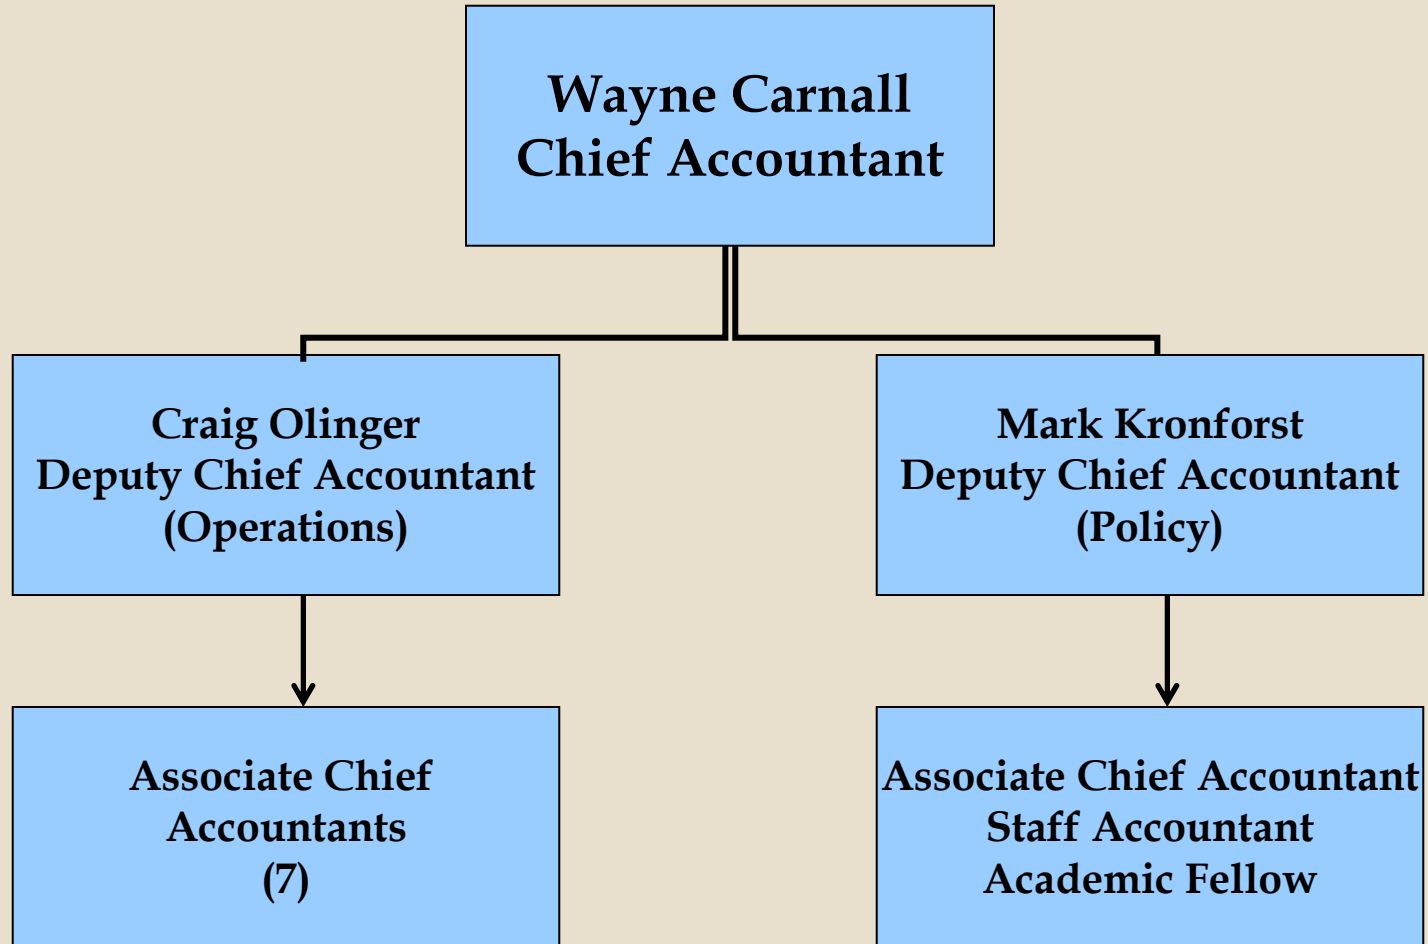 Wayne Carnall
Chief Accountant
Craig Olinger
Deputy Chief Accountant
(Operations)
Mark Kronforst
Deputy Chief Accountant
(Policy)
Associate Chief
Accountants
(7)
Associate Chief Accountant
Staff Accountant
Academic Fellow